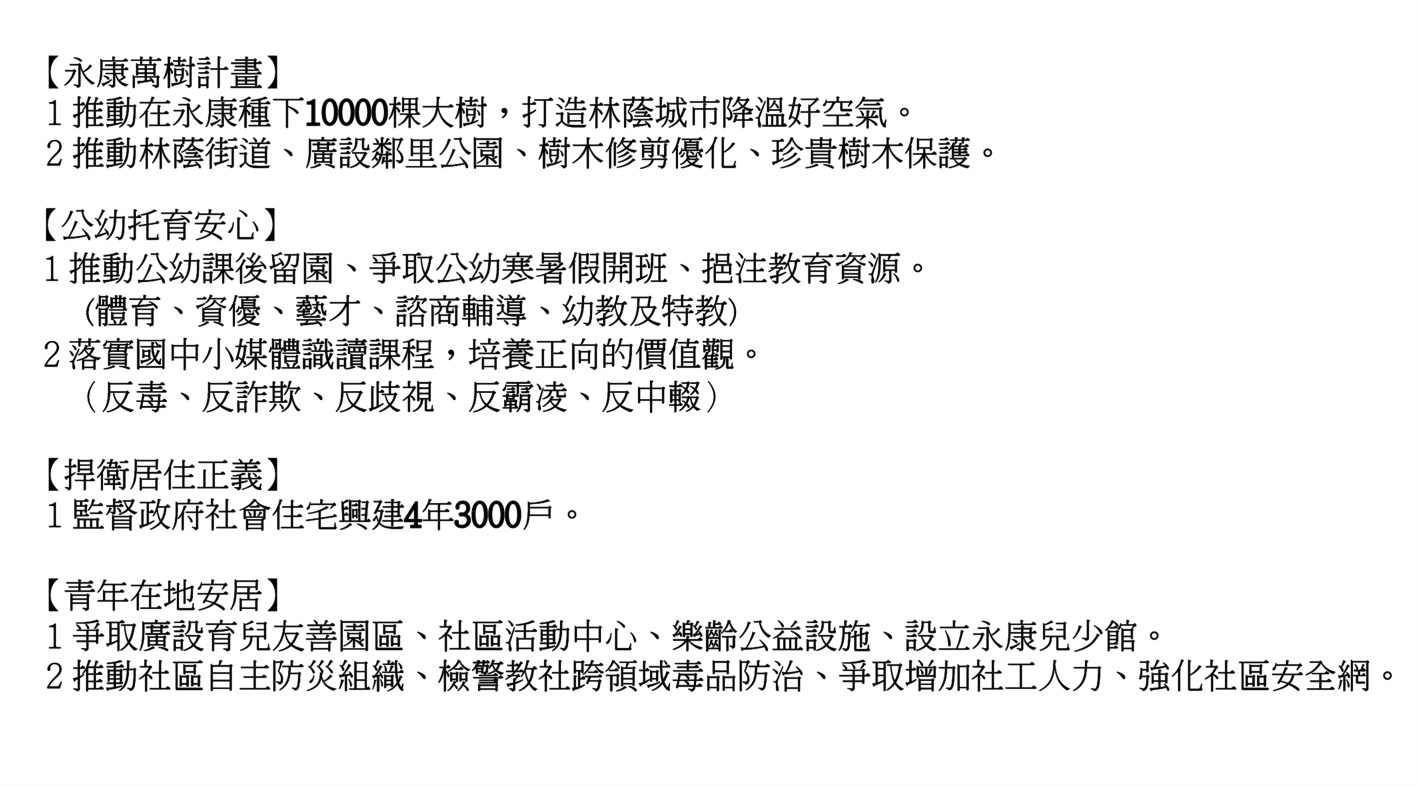 【永康萬樹計畫】
1 推動在永康種下10000棵大樹，打造林蔭城市降溫好空氣。
2 推動林蔭街道、廣設鄰里公園、樹木修剪優化、珍貴樹木保護。
【公幼托育安心】
1 推動公幼課後留園、爭取公幼寒暑假開班、挹注教育資源。
(體育、資優、藝才、諮商輔導、幼教及特教)
2 落實國中小媒體識讀課程，培養正向的價值觀。
（反毒、反詐欺、反歧視、反霸凌、反中輟）
【捍衛居住正義】
1 監督政府社會住宅興建4年3000戶。
【青年在地安居】
1 爭取廣設育兒友善園區、社區活動中心、樂齡公益設施、設立永康兒少館。
2 推動社區自主防災組織、檢警教社跨領域毒品防治、爭取增加社工人力、強化社區安全網。